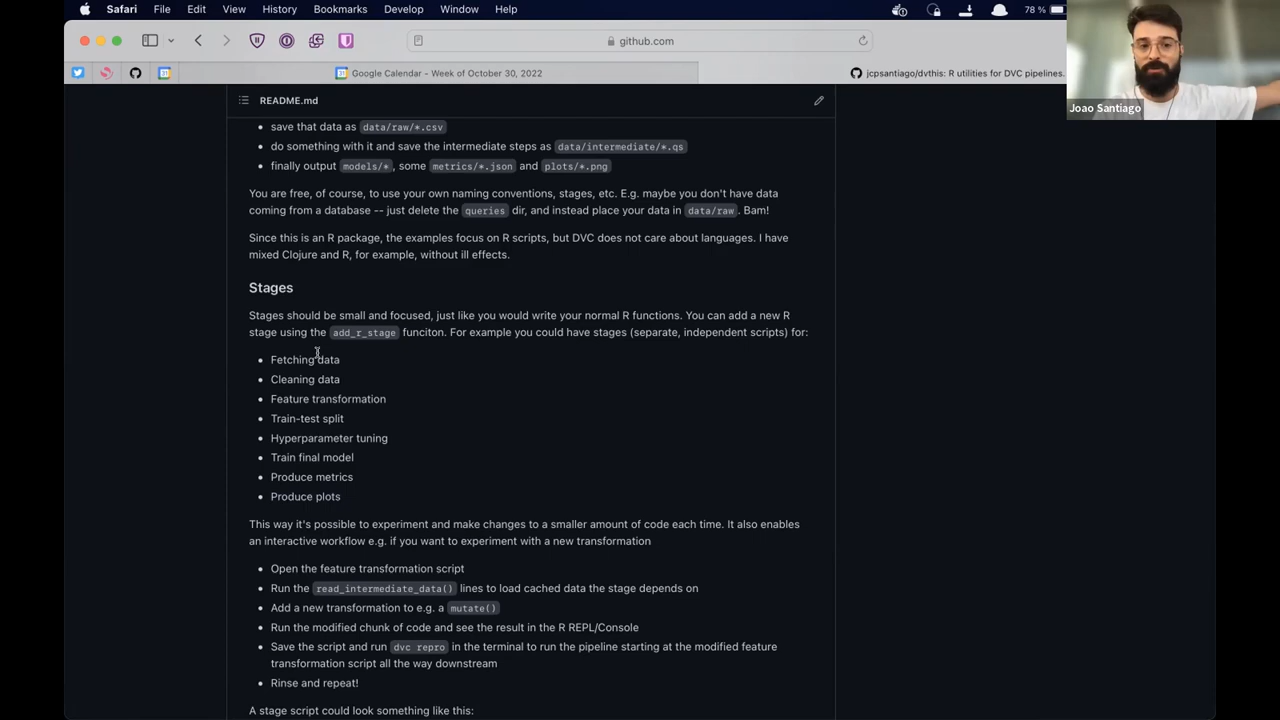 Safari File Edit View History Bookmarks Develop Window Help 78 %
github.com
Google Calendar - Week of October 30, 2022 jcpsantiago/dvthis: R utilities for DVC pipelines.
Joao Santiago
README.md
save that data as data/raw/*.csv
do something with it and save the intermediate steps as data/intermediate/*.qs
finally output models/*, some metrics/*.json and plots/*.png
You are free, of course, to use your own naming conventions, stages, etc. E.g. maybe you don't have data
coming from a database -- just delete the queries dir, and instead place your data in data/raw. Bam!
Since this is an R package, the examples focus on R scripts, but DVC does not care about languages. I have
mixed Clojure and R, for example, without ill effects.
Stages
Stages should be small and focused, just like you would write your normal R functions. You can add a new R
stage using the add_r_stage funciton. For example you could have stages (separate, independent scripts) for:
Fetching data
Cleaning data
Feature transformation
Train-test split
Hyperparameter tuning
Train final model
Produce metrics
Produce plots
This way it's possible to experiment and make changes to a smaller amount of code each time. It also enables
an interactive workflow e.g. if you want to experiment with a new transformation
Open the feature transformation script
Run the read_intermediate_data() lines to load cached data the stage depends on
Add a new transformation to e.g. a mutate()
Run the modified chunk of code and see the result in the R REPL/Console
Save the script and run dvc repro in the terminal to run the pipeline starting at the modified feature
transformation script all the way downstream
Rinse and repeat!
A stage script could look something like this: